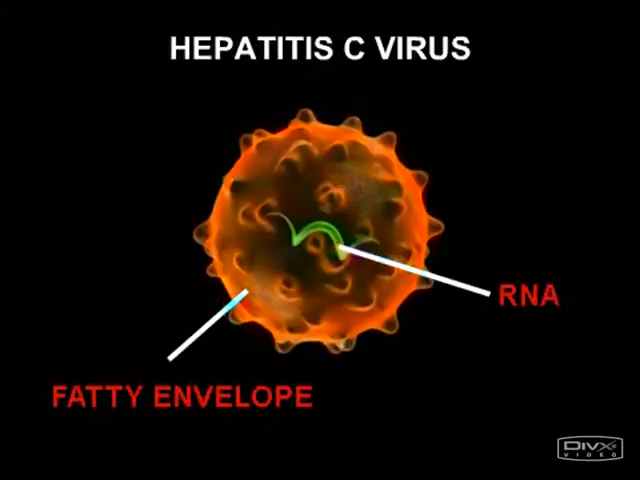 HEPATITIS C VIRUS
RNA
FATTY ENVELOPE
DIVX
VIDEO